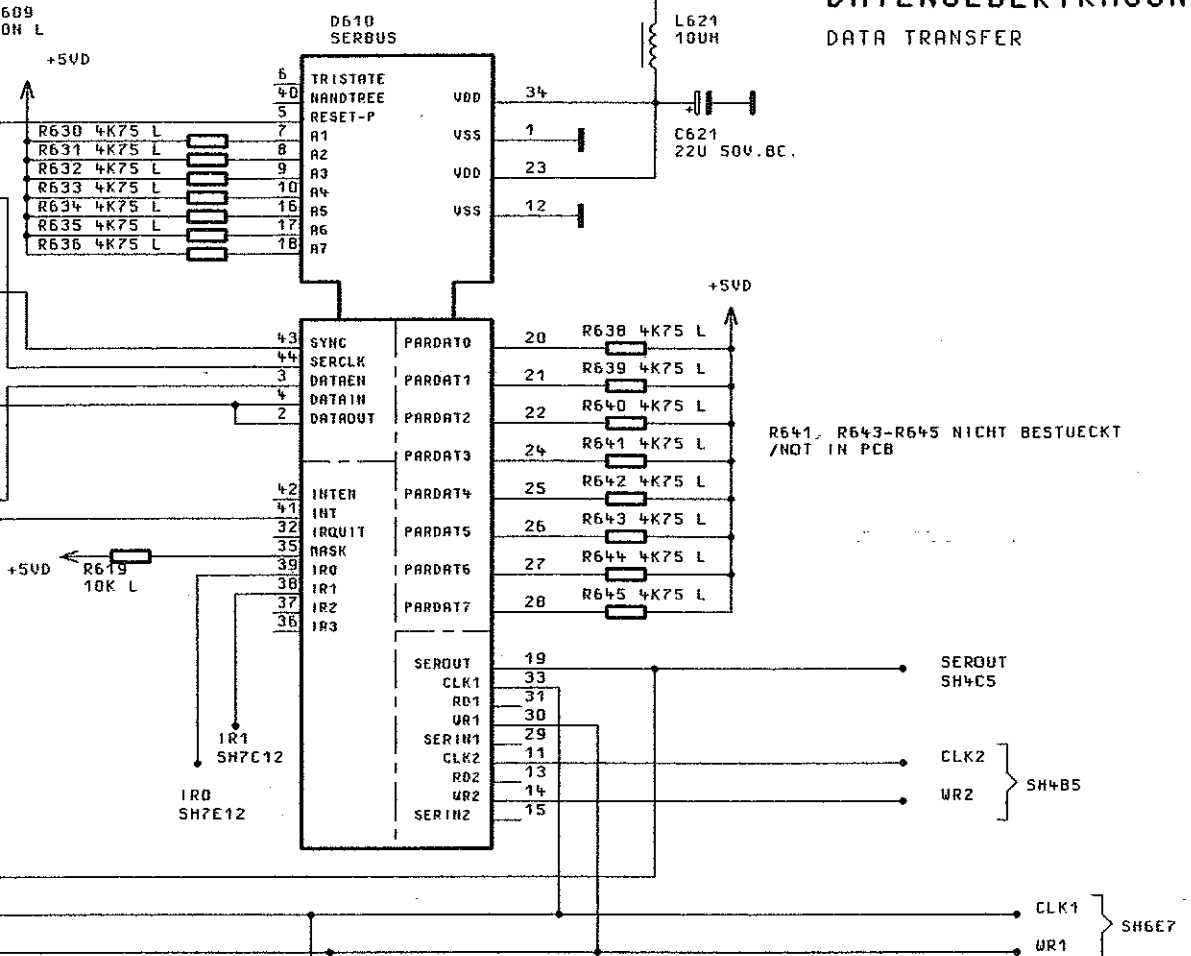 609
ON L
D610
SERBUS
L621
10UH
DATA TRANSFER
+5VD
6 TRISTATE
40 NANDTREE
5 RESET-P
R630 4K75 L 7 A1
R631 4K75 L 8 A2
R632 4K75 L 9 A3
R633 4K75 L 10 A4
R634 4K75 L 16 A5
R635 4K75 L 17 A6
R636 4K75 L 18 A7
VDD 34
VSS 1
VDD 23
VSS 12
+
C621
22U 50V.BE.
+5VD
43 SYNC
44 SERCLK
3 DATAEN
4 DATAIN
2 DATAOUT
42 INTEN
41 INT
32 IRQUIT
35 MASK
39 IR0
38 IR1
37 IR2
36 IR3
+5VD
R619
10K L
PARDAT0 20 R638 4K75 L
PARDAT1 21 R639 4K75 L
PARDAT2 22 R640 4K75 L
PARDAT3 24 R641 4K75 L
PARDAT4 25 R642 4K75 L
PARDAT5 26 R643 4K75 L
PARDAT6 27 R644 4K75 L
PARDAT7 28 R645 4K75 L
R641, R643-R645 NICHT BESTUECKT
/NOT IN PCB
SEROUT 19
CLK1 33
RD1 31
WR1 30
SERIN1 29
CLK2 11
RD2 13
WR2 14
SERIN2 15
IR1
SH7E12
IR0
SH7E12
SEROUT
SH4C5
CLK2
WR2
SH4B5
CLK1
WR1
SH6E7